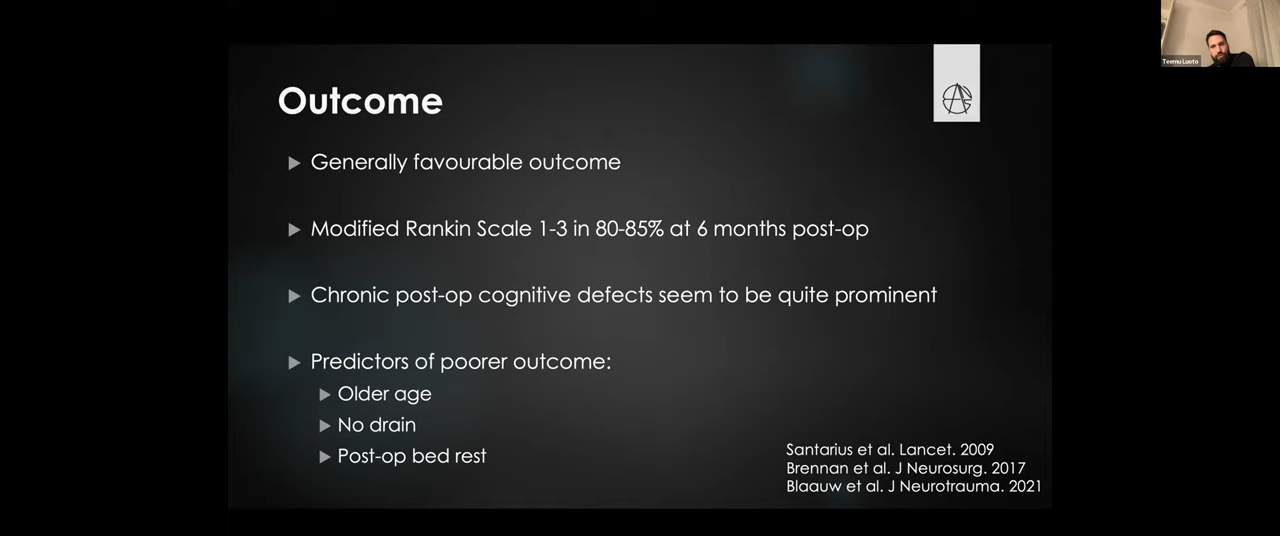 Teemu Luoto
Outcome
Generally favourable outcome
Modified Rankin Scale 1-3 in 80-85% at 6 months post-op
Chronic post-op cognitive defects seem to be quite prominent
Predictors of poorer outcome:
Older age
No drain
Post-op bed rest
Santarius et al. Lancet. 2009
Brennan et al. J Neurosurg. 2017
Blaauw et al. J Neurotrauma. 2021